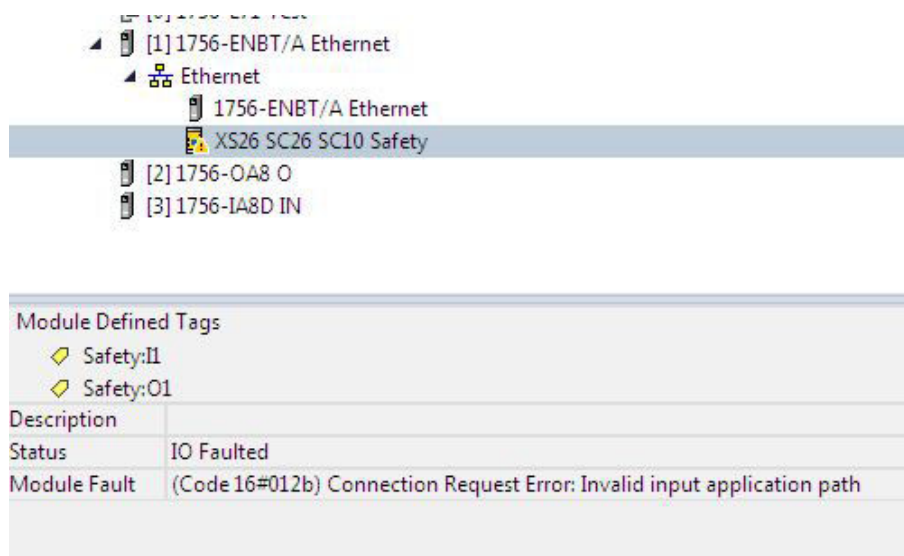 [1] 1756-ENBT/A Ethernet
Ethernet
1756-ENBT/A Ethernet
XS26 SC26 SC10 Safety
[2] 1756-OA8 O
[3] 1756-IA8D IN
Module Defined Tags
Safety:I1
Safety:O1
Description
Status IO Faulted
Module Fault (Code 16#012b) Connection Request Error: Invalid input application path